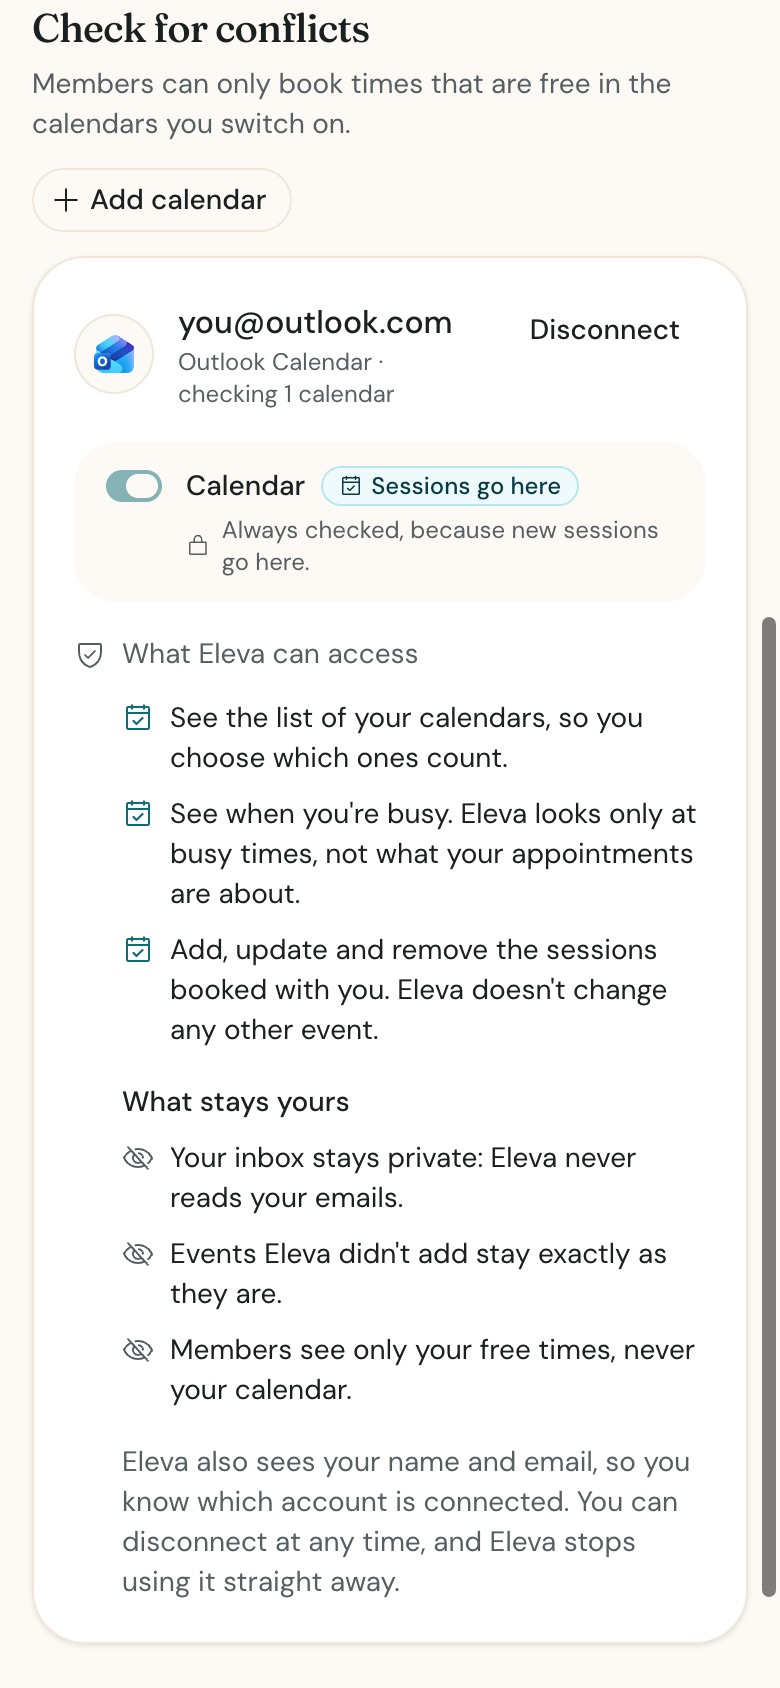 Check for conflicts
Members can only book times that are free in the
calendars you switch on.
Add calendar
you@outlook.com
Disconnect
Outlook Calendar ·
checking 1 calendar
Calendar
Sessions go here
Always checked, because new sessions
go here.
What Eleva can access
See the list of your calendars, so you
choose which ones count.
See when you're busy. Eleva looks only at
busy times, not what your appointments
are about.
Add, update and remove the sessions
booked with you. Eleva doesn't change
any other event.
What stays yours
Your inbox stays private: Eleva never
reads your emails.
Events Eleva didn't add stay exactly as
they are.
Members see only your free times, never
your calendar.
Eleva also sees your name and email, so you
know which account is connected. You can
disconnect at any time, and Eleva stops
using it straight away.